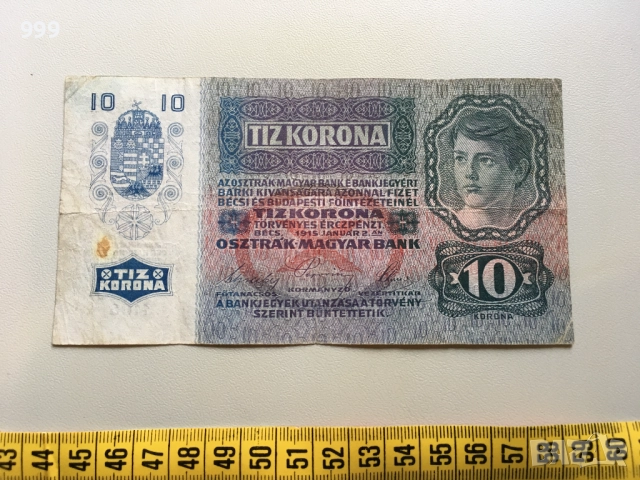 999
10 10
TIZ KORONA
AZ OSZTRÁK-MAGYAR BANK E BANKJEGYÉRT
BÁRKI KIVÁNSÁGÁRA AZONNAL FIZET
BÉCSI ÉS BUDAPESTI FŐINTÉZETEINÉL
TIZ KORONA
TÖRVÉNYES ÉRCZPÉNZT.
BÉCS, 1915 JANUÁR 2.ÁN
OSZTRÁK-MAGYAR BANK
FŐTANÁCSOS KORMÁNYZÓ VEZÉRTITKÁR
A BANKJEGYEK UTÁNZÁSA A TÖRVÉNY
SZERINT BÜNTETTETIK.
TIZ
KORONA
10
KORONA
43 44 45 46 47 48 49 50 51 52 53 54 55 56 57 58 59 60